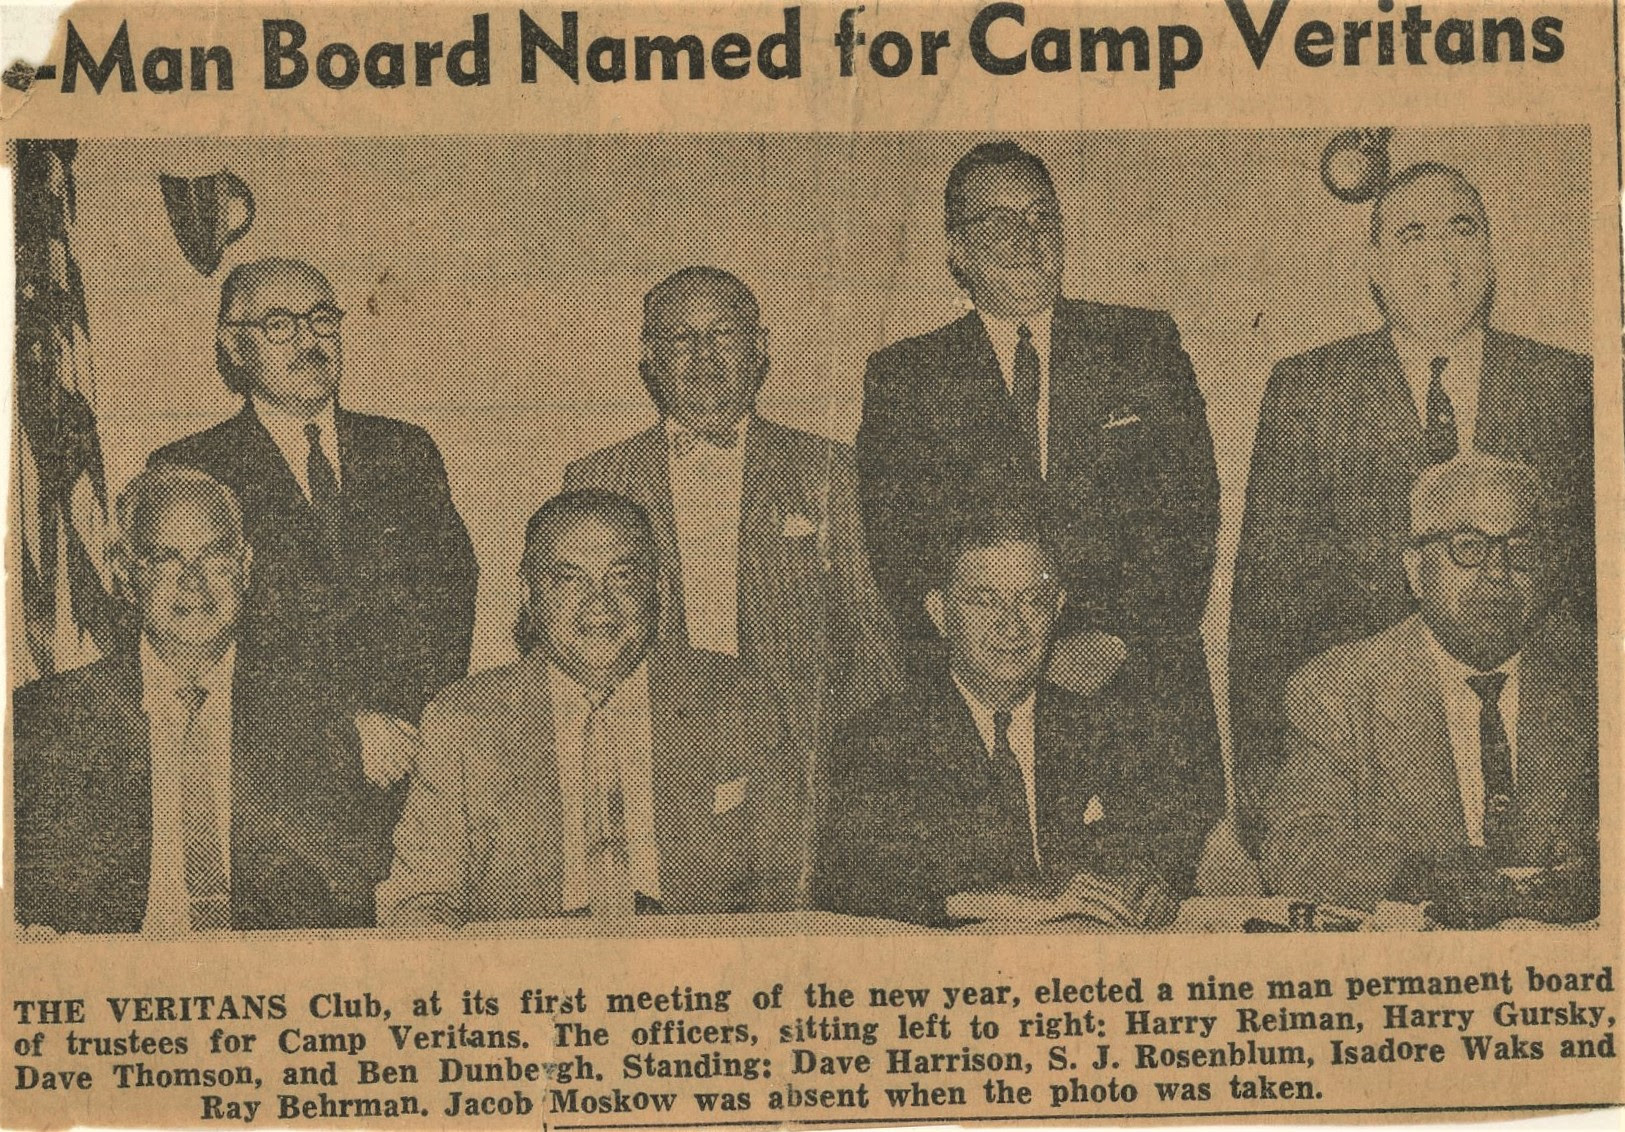 -Man Board Named for Camp Veritans
THE VERITANS Club, at its first meeting of the new year, elected a nine man permanent board
of trustees for Camp Veritans. The officers, sitting left to right: Harry Reiman, Harry Gursky,
Dave Thomson, and Ben Dunbergh. Standing: Dave Harrison, S. J. Rosenblum, Isadore Waks and
Ray Behrman. Jacob Moskow was absent when the photo was taken.